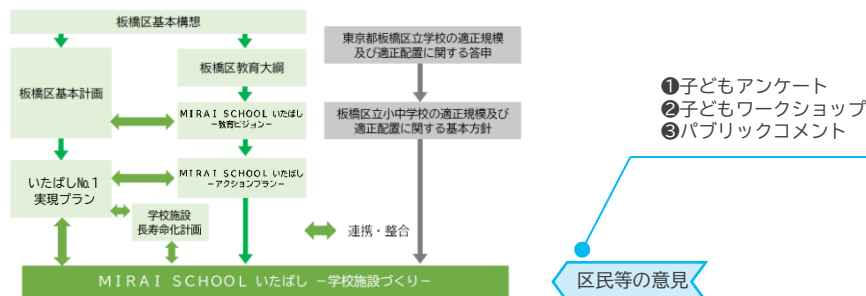 板橋区基本構想
板橋区基本計画
板橋区教育大綱
MIRAI SCHOOL いたばし
－教育ビジョン－
MIRAI SCHOOL いたばし
－アクションプラン－
いたばし№1
実現プラン
学校施設
長寿命化計画
東京都板橋区立学校の適正規模
及び適正配置に関する答申
板橋区立小中学校の適正規模及び
適正配置に関する基本方針
連携・整合
MIRAI SCHOOL いたばし －学校施設づくり－
❶子どもアンケート
❷子どもワークショップ
❸パブリックコメント
区民等の意見